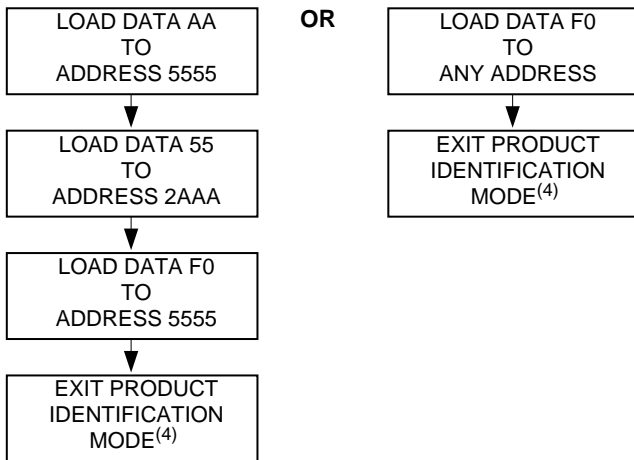 LOAD DATA AA
TO
ADDRESS 5555
LOAD DATA 55
TO
ADDRESS 2AAA
LOAD DATA F0
TO
ADDRESS 5555
EXIT PRODUCT
IDENTIFICATION
MODE(4)
OR
LOAD DATA F0
TO
ANY ADDRESS
EXIT PRODUCT
IDENTIFICATION
MODE(4)